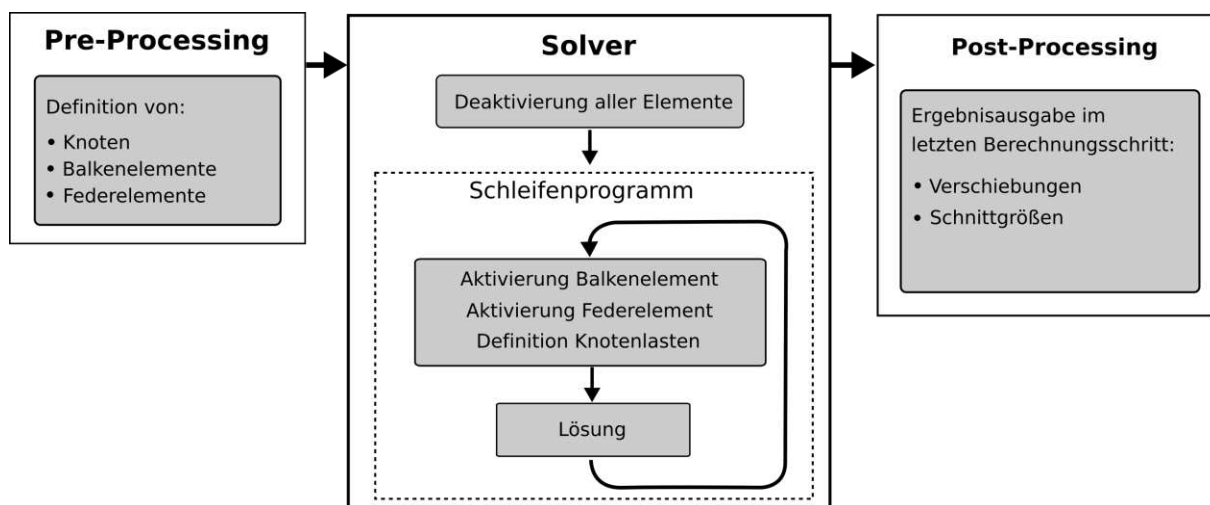 Pre-Processing
Definition von:
• Knoten
• Balkenelemente
• Federelemente
Solver
Deaktivierung aller Elemente
Schleifenprogramm
Aktivierung Balkenelement
Aktivierung Federelement
Definition Knotenlasten
Lösung
Post-Processing
Ergebnisausgabe im
letzten Berechnungsschritt:
• Verschiebungen
• Schnittgrößen